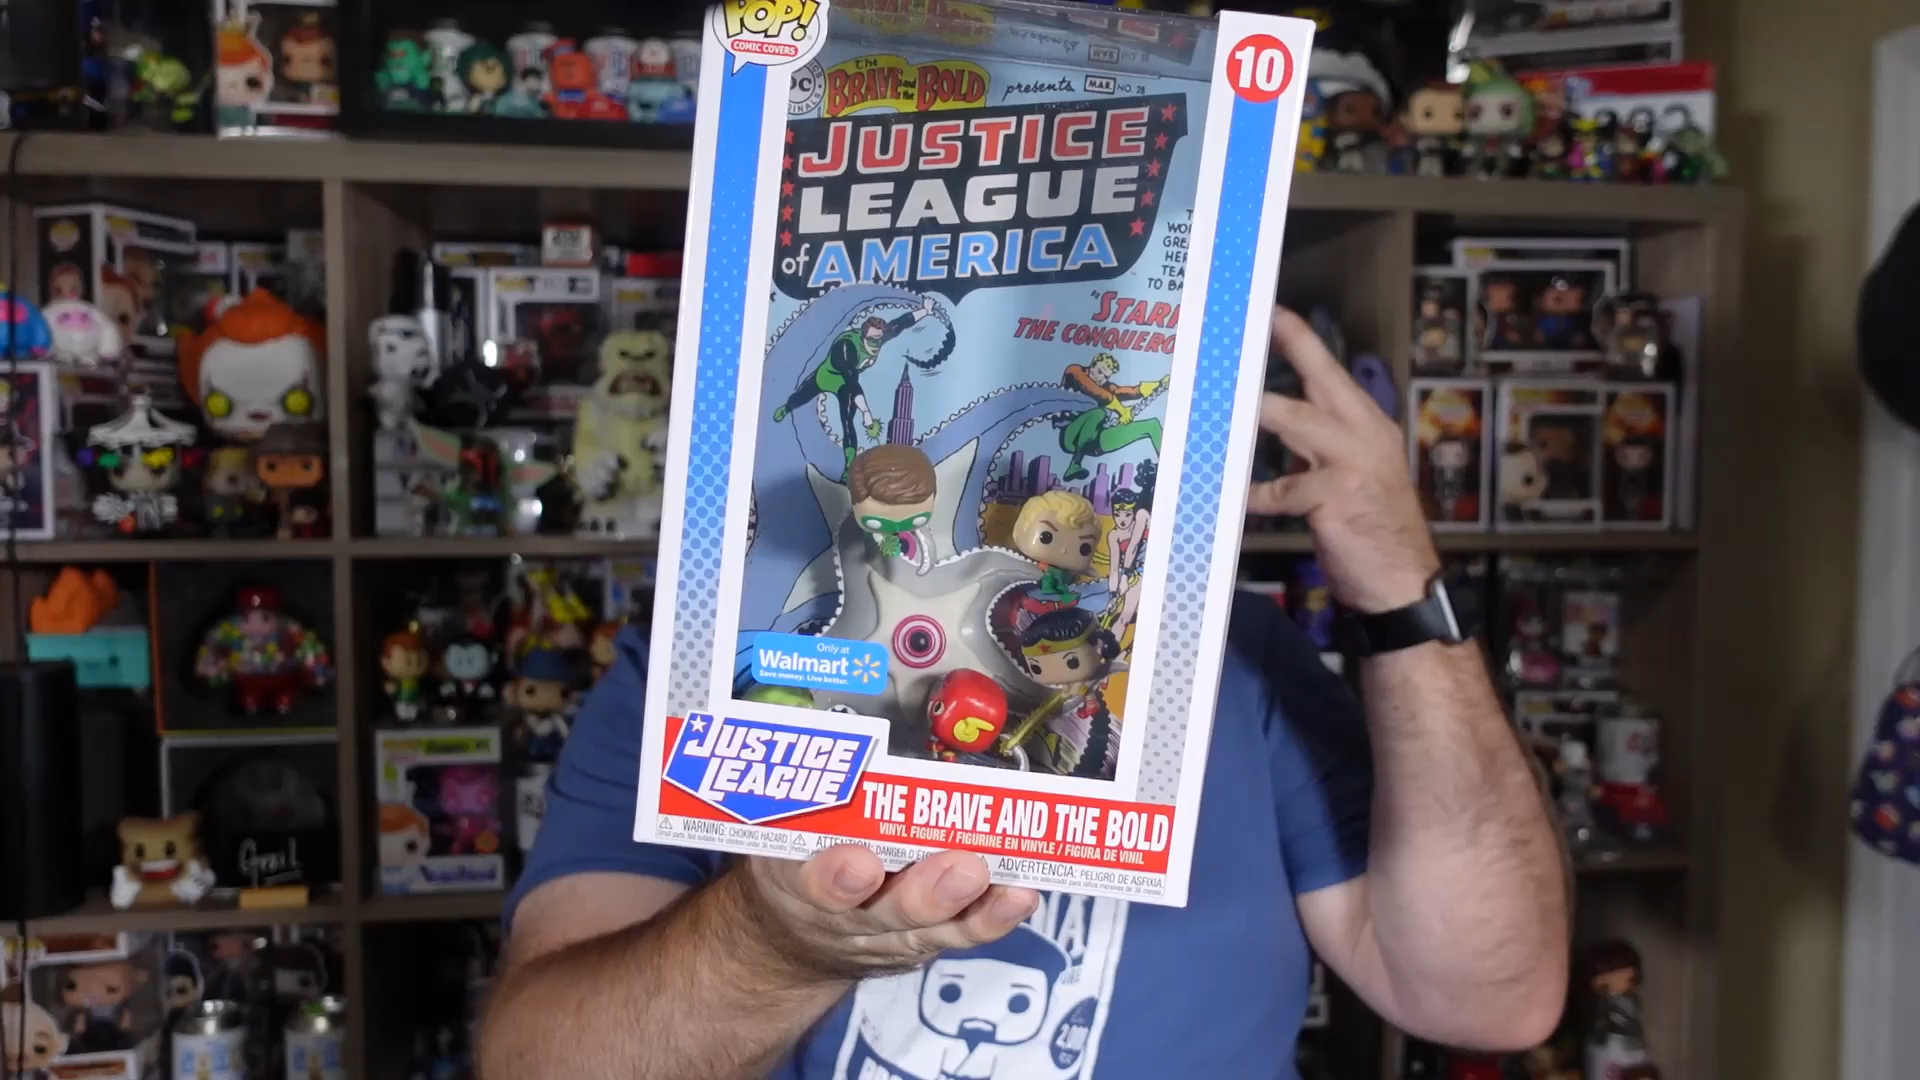 POP!
COMIC COVERS
10
The
BRAVE and the BOLD
presents
MAR.
NO. 28
JUSTICE
LEAGUE
of AMERICA
"STAR
THE CONQUERO
Only at
Walmart
Save money. Live better.
JUSTICE
LEAGUE
THE BRAVE AND THE BOLD
VINYL FIGURE / FIGURINE EN VINYLE / FIGURA DE VINIL
WARNING: CHOKING HAZARD.
ADVERTENCIA: PELIGRO DE ASFIXIA.